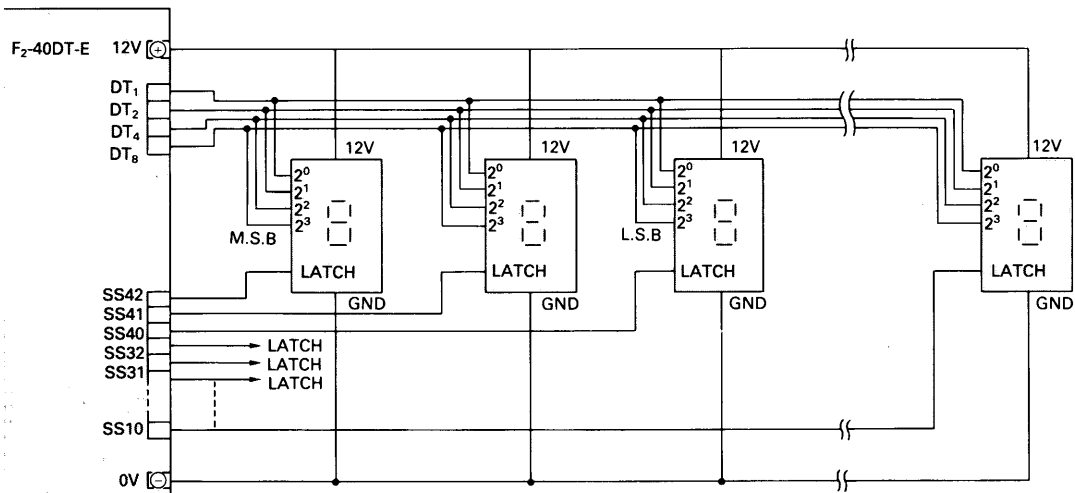 F₂-40DT-E 12V ⊕
DT₁
DT₂
DT₄
DT₈
12V 12V 12V 12V
2⁰ 2⁰ 2⁰ 2⁰
2¹ 2¹ 2¹ 2¹
2² 2² 2² 2²
2³ 2³ 2³ 2³
M.S.B L.S.B
LATCH LATCH LATCH LATCH
GND GND GND GND
SS42
SS41
SS40
SS32 LATCH
SS31 LATCH
LATCH
SS10
0V ⊖